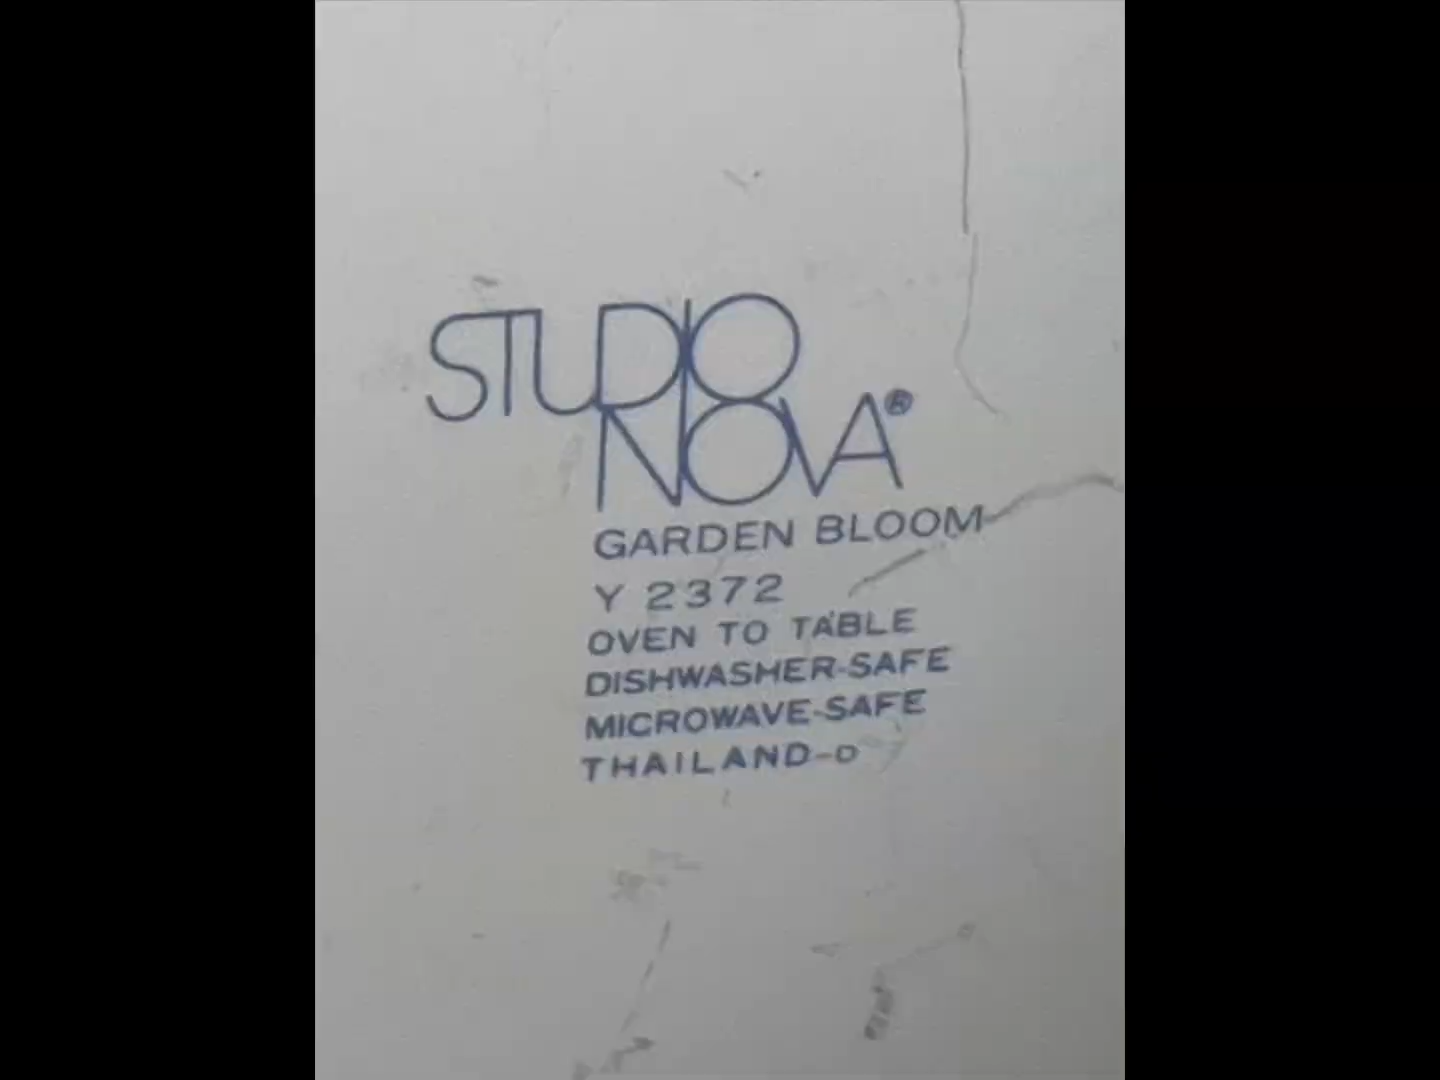 STUDIO
NOVA®
GARDEN BLOOM
Y 2372
OVEN TO TABLE
DISHWASHER-SAFE
MICROWAVE-SAFE
THAILAND-O